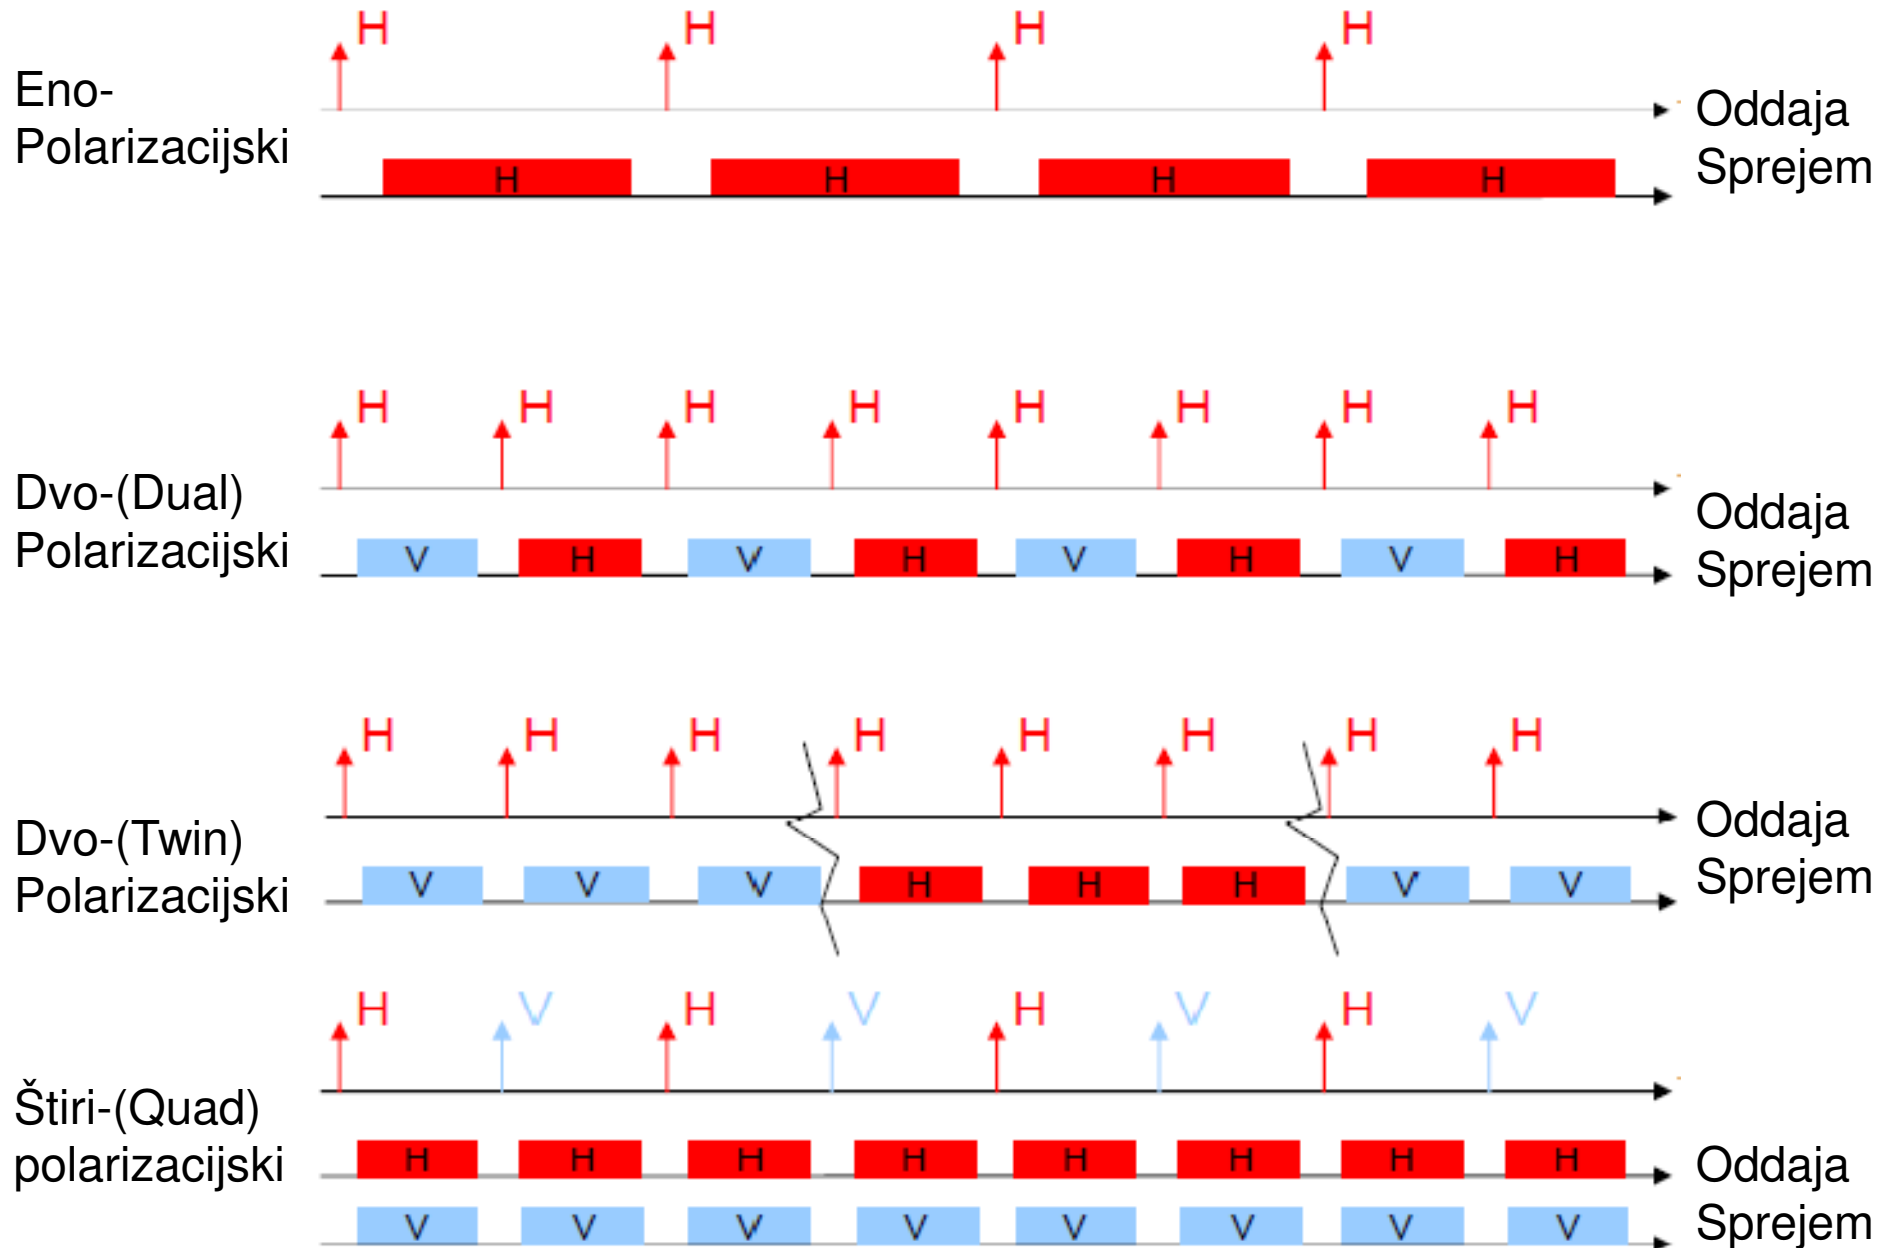 H H H H
Eno-
Polarizacijski
Oddaja
Sprejem
H H H H
H H H H H H H H
Dvo-(Dual)
Polarizacijski
Oddaja
Sprejem
V H V H V H V H
H H H H H H H H
Dvo-(Twin)
Polarizacijski
Oddaja
Sprejem
V V V H H H V V
H V H V H V H V
Štiri-(Quad)
polarizacijski
H H H H H H H H
Oddaja
Sprejem
V V V V V V V V